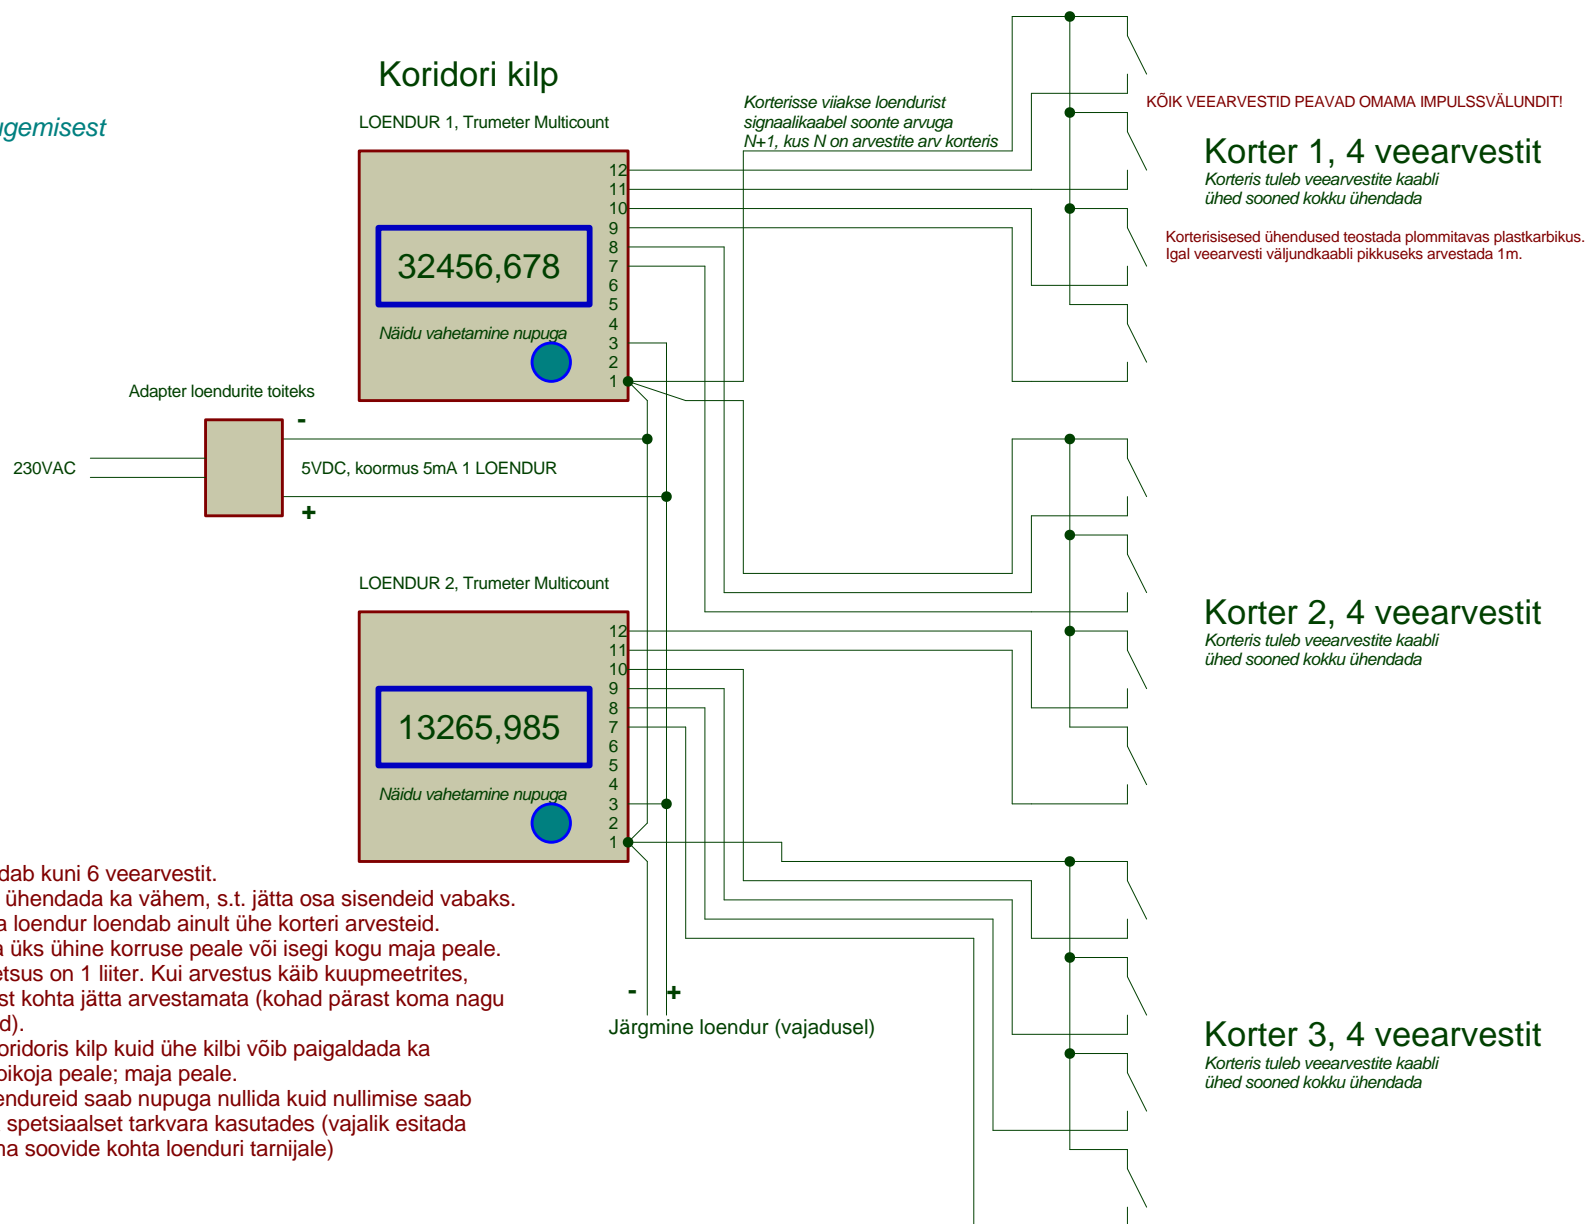 Koridori kilp
ugemisest
LOENDUR 1, Trumeter Multicount
Korterisse viiakse loendurist
signaalikaabel soonte arvuga
N+1, kus N on arvestite arv korteris
KÕIK VEEARVESTID PEAVAD OMAMA IMPULSSVÄLUNDIT!
Korter 1, 4 veearvestit
Korteris tuleb veearvestite kaabli
ühed sooned kokku ühendada
Korterisisesed ühendused teostada plommitavas plastkarbikus.
Igal veearvesti väljundkaabli pikkuseks arvestada 1m.
12
11
10
9
8
7
6
5
4
3
2
1
32456,678
Näidu vahetamine nupuga
Adapter loendurite toiteks
-
230VAC
5VDC, koormus 5mA 1 LOENDUR
+
LOENDUR 2, Trumeter Multicount
12
11
10
9
8
7
6
5
4
3
2
1
13265,985
Näidu vahetamine nupuga
Korter 2, 4 veearvestit
Korteris tuleb veearvestite kaabli
ühed sooned kokku ühendada
dab kuni 6 veearvestit.
ühendada ka vähem, s.t. jätta osa sisendeid vabaks.
a loendur loendab ainult ühe korteri arvesteid.
a üks ühine korruse peale või isegi kogu maja peale.
etsus on 1 liiter. Kui arvestus käib kuupmeetrites,
st kohta jätta arvestamata (kohad pärast koma nagu
d).
oridoris kilp kuid ühe kilbi võib paigaldada ka
oikoja peale; maja peale.
endureid saab nupuga nullida kuid nullimise saab
spetsiaalset tarkvara kasutades (vajalik esitada
ma soovide kohta loenduri tarnijale)
- +
Järgmine loendur (vajadusel)
Korter 3, 4 veearvestit
Korteris tuleb veearvestite kaabli
ühed sooned kokku ühendada